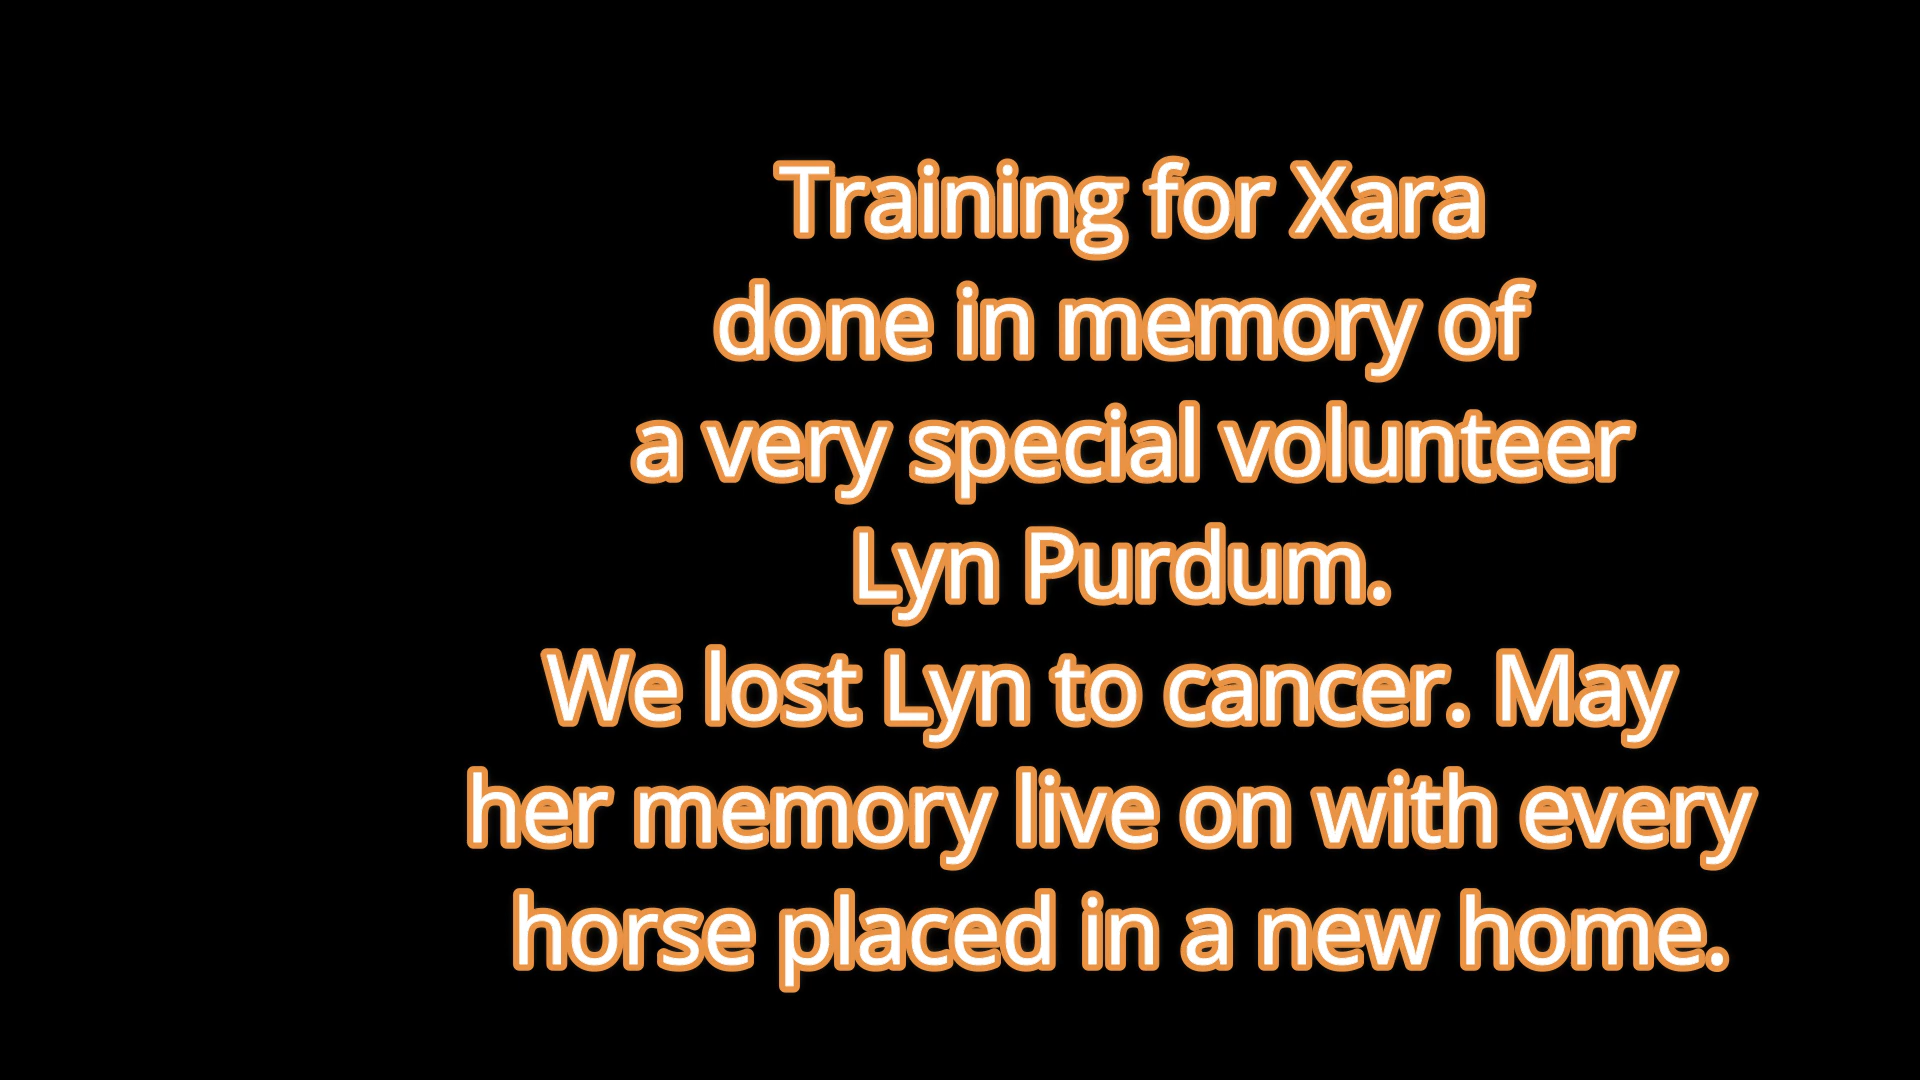 Training for Xara
done in memory of
a very special volunteer
Lyn Purdum.
We lost Lyn to cancer. May
her memory live on with every
horse placed in a new home.